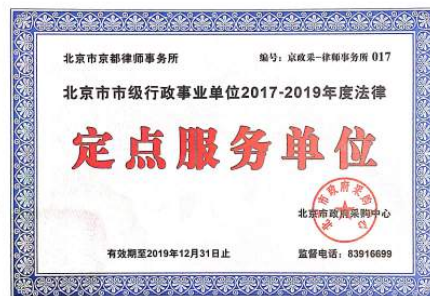 北京市京都律师事务所 编号：京政采-律师事务所 017
北京市市级行政事业单位2017-2019年度法律
定点服务单位
北京市政府采购中心
有效期至2019年12月31日止 监督电话：83916699